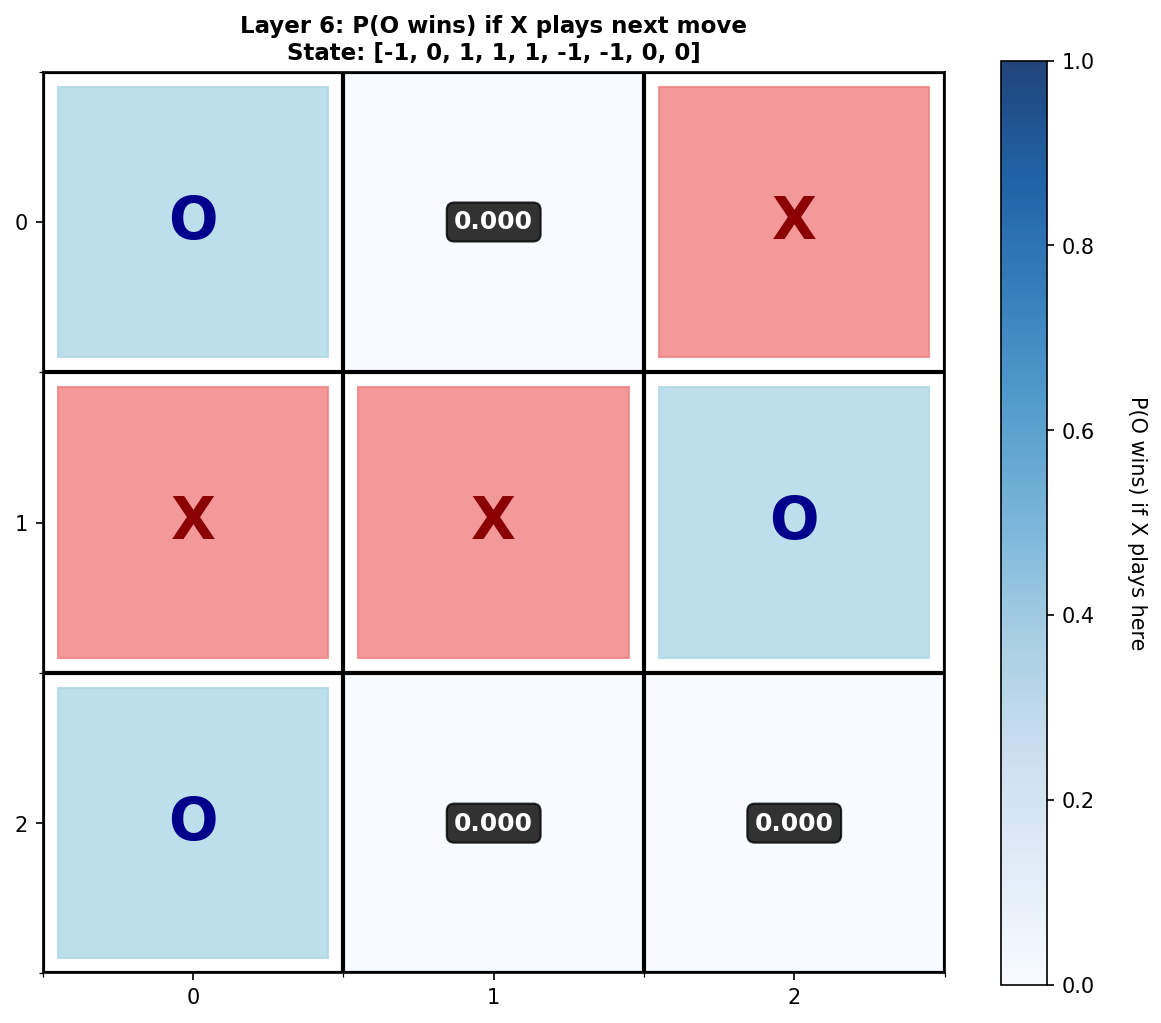 Layer 6: P(O wins) if X plays next move
State: [-1, 0, 1, 1, 1, -1, -1, 0, 0]
0
O
0.000
X
1
X
X
O
2
O
0.000
0.000
0
1
2
1.0
0.8
0.6
0.4
0.2
0.0
P(O wins) if X plays here